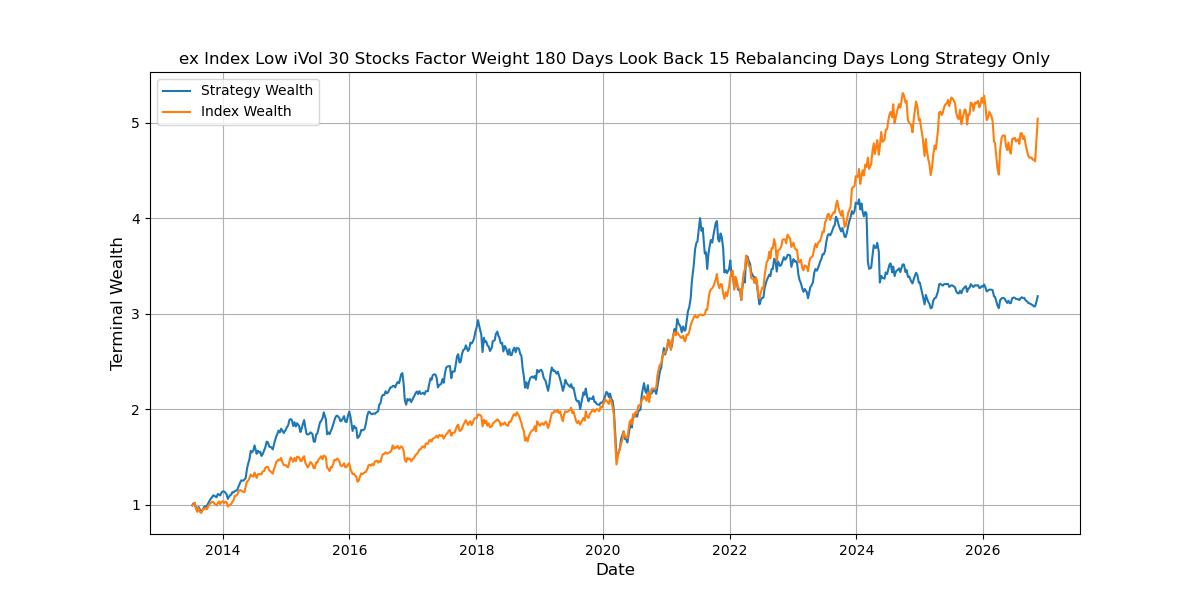 ex Index Low iVol 30 Stocks Factor Weight 180 Days Look Back 15 Rebalancing Days Long Strategy Only
Strategy Wealth
Index Wealth
Terminal Wealth
5
4
3
2
1
2014 2016 2018 2020 2022 2024 2026
Date